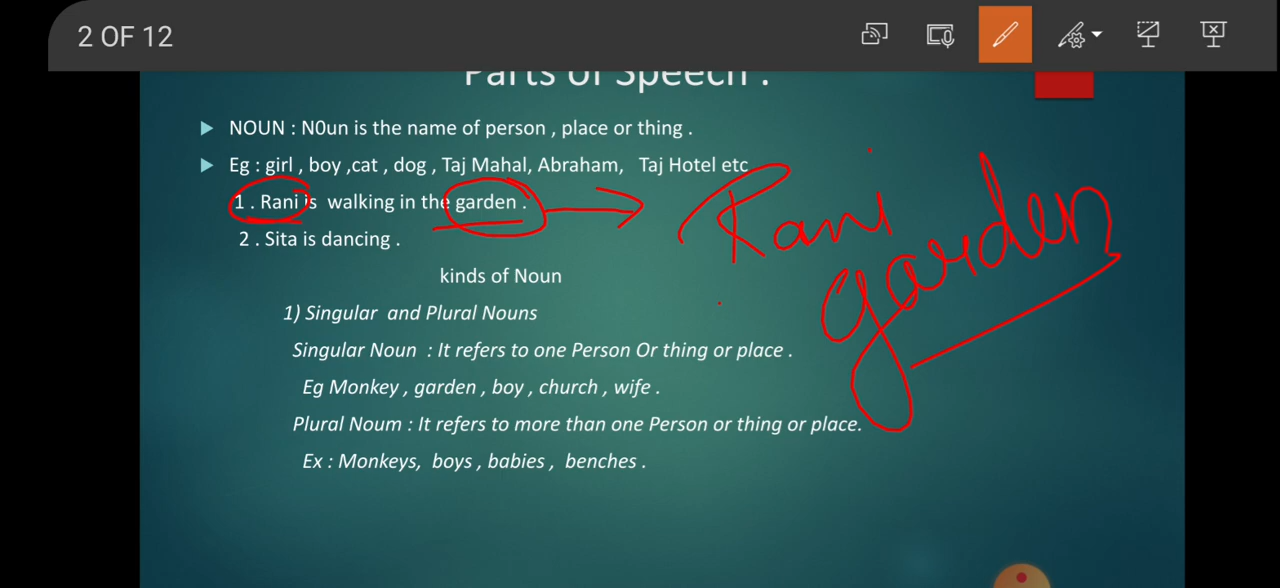 2 OF 12
Parts of Speech .
NOUN : N0un is the name of person , place or thing .
Eg : girl , boy ,cat , dog , Taj Mahal, Abraham, Taj Hotel etc
1 . Rani is walking in the garden .
Rani
garden
2 . Sita is dancing .
kinds of Noun
1) Singular and Plural Nouns
Singular Noun : It refers to one Person Or thing or place .
Eg Monkey , garden , boy , church , wife .
Plural Noum : It refers to more than one Person or thing or place.
Ex : Monkeys, boys , babies , benches .